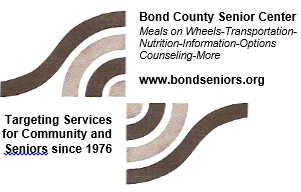 Bond County Senior Center
Meals on Wheels-Transportation-
Nutrition-Information-Options
Counseling-More
www.bondseniors.org
Targeting Services
for Community and
Seniors since 1976